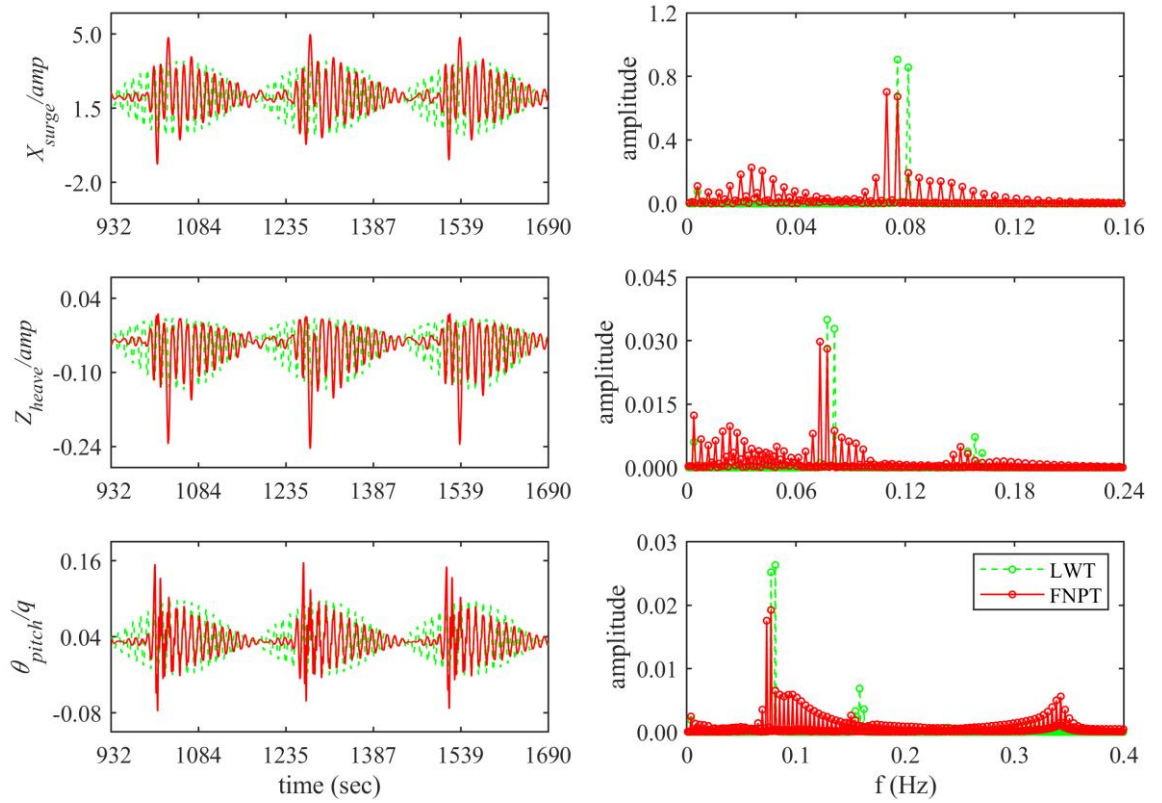 5.0
1.5
-2.0
X_surge/amp
932 1084 1235 1387 1539 1690
1.2
0.8
0.4
0.0
amplitude
0 0.04 0.08 0.12 0.16
0.04
-0.10
-0.24
Z_heave/amp
932 1084 1235 1387 1539 1690
0.045
0.030
0.015
0.000
amplitude
0 0.06 0.12 0.18 0.24
0.16
0.04
-0.08
θ_pitch/q
932 1084 1235 1387 1539 1690
time (sec)
0.03
0.02
0.01
0.00
amplitude
LWT
FNPT
0 0.1 0.2 0.3 0.4
f (Hz)